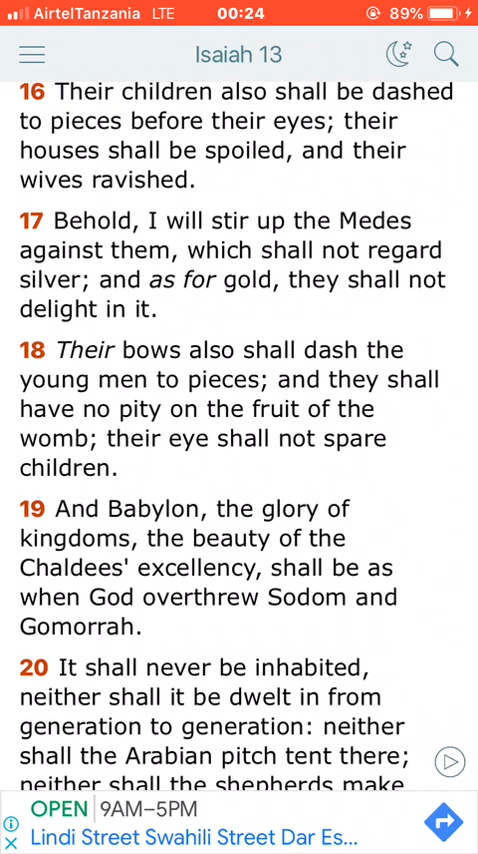 AirtelTanzania LTE 00:24 89%
Isaiah 13
16 Their children also shall be dashed
to pieces before their eyes; their
houses shall be spoiled, and their
wives ravished.
17 Behold, I will stir up the Medes
against them, which shall not regard
silver; and as for gold, they shall not
delight in it.
18 Their bows also shall dash the
young men to pieces; and they shall
have no pity on the fruit of the
womb; their eye shall not spare
children.
19 And Babylon, the glory of
kingdoms, the beauty of the
Chaldees' excellency, shall be as
when God overthrew Sodom and
Gomorrah.
20 It shall never be inhabited,
neither shall it be dwelt in from
generation to generation: neither
shall the Arabian pitch tent there;
neither shall the shepherds make
OPEN 9AM–5PM
Lindi Street Swahili Street Dar Es...